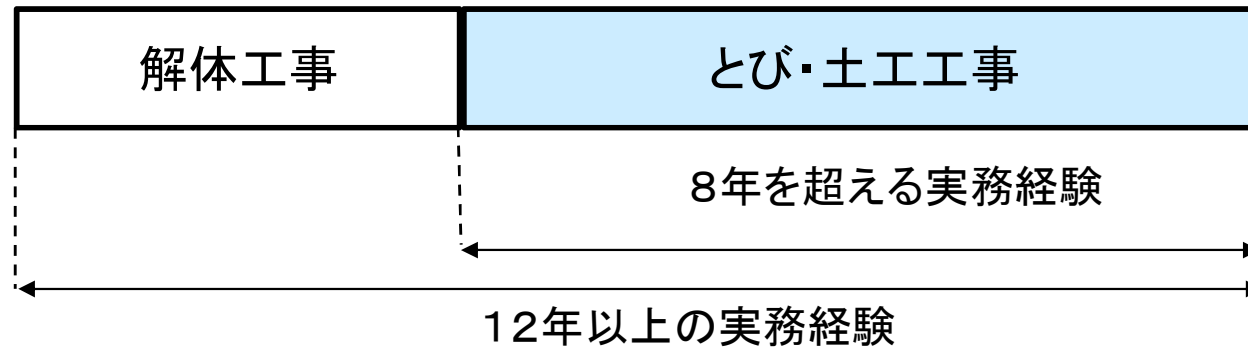 解体工事
とび・土工工事
８年を超える実務経験
１２年以上の実務経験